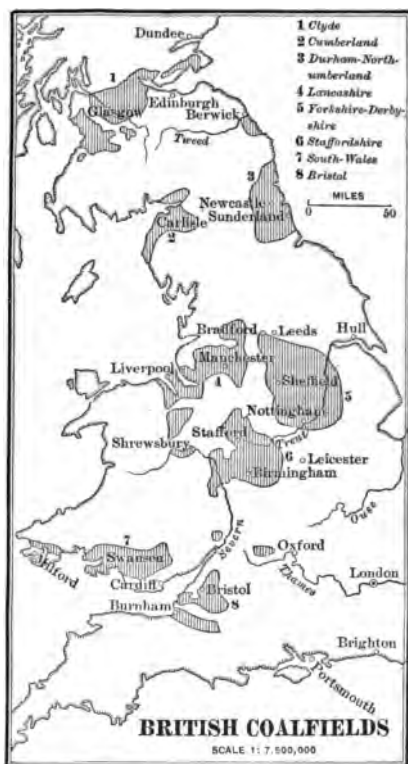 Dundee
1 Clyde
2 Cumberland
3 Durham-North-
umberland
4 Lancashire
5 Yorkshire-Derby-
shire
6 Staffordshire
7 South-Wales
8 Bristol
MILES
0 50
1
Glasgow
Edinburgh
Berwick
Tweed
3
Newcastle
Sunderland
Carlisle
2
Bradford
Leeds
Hull
Manchester
Liverpool
4
Sheffield
5
Nottingham
Stafford
Trent
Shrewsbury
6
Leicester
Birmingham
Ouse
7
Swansea
Milford
Cardiff
Severn
Oxford
Thames
London
Bristol
8
Burnham
Brighton
Portsmouth
BRITISH COALFIELDS
SCALE 1: 7,500,000